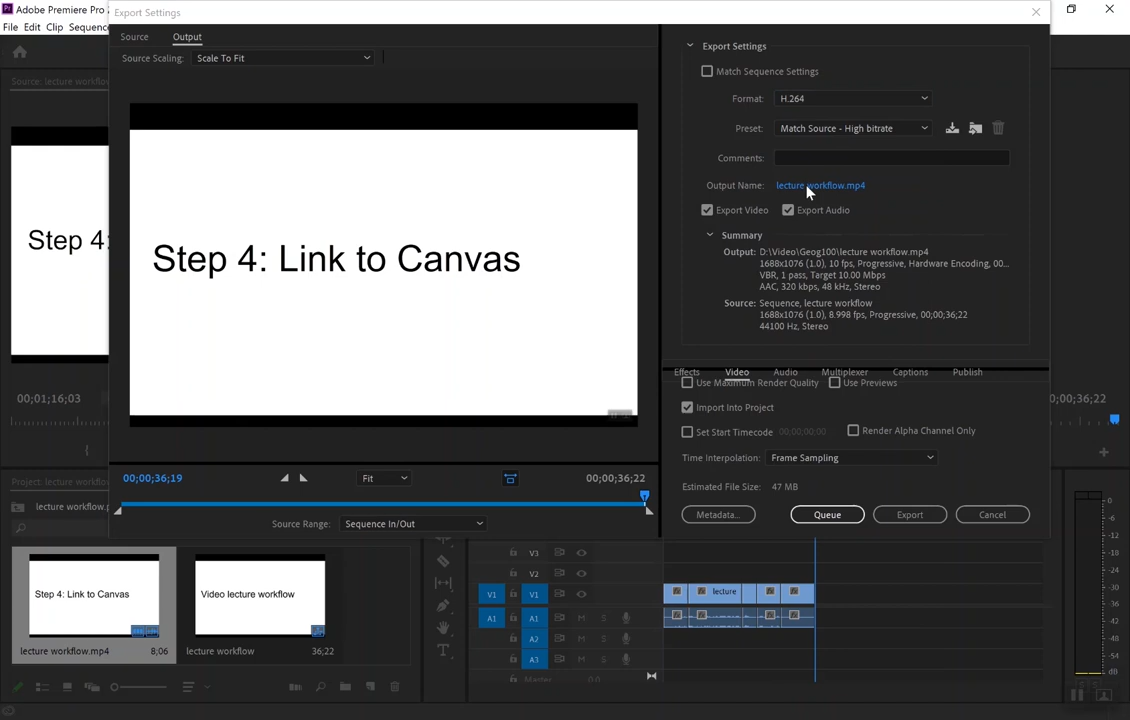 Adobe Premiere Pro
Export Settings
File Edit Clip Sequence
Source Output
Source Scaling: Scale To Fit
Source: lecture workflow
Step 4:
00;01;16;03
Step 4: Link to Canvas
00;00;36;19
Fit
00;00;36;22
Source Range: Sequence In/Out
Export Settings
Match Sequence Settings
Format: H.264
Preset: Match Source - High bitrate
Comments:
Output Name: lecture workflow.mp4
Export Video Export Audio
Summary
Output: D:\Video\Geog100\lecture workflow.mp4
1688x1076 (1.0), 10 fps, Progressive, Hardware Encoding, 00...
VBR, 1 pass, Target 10.00 Mbps
AAC, 320 kbps, 48 kHz, Stereo
Source: Sequence, lecture workflow
1688x1076 (1.0), 8.998 fps, Progressive, 00;00;36;22
44100 Hz, Stereo
Effects Video Audio Multiplexer Captions Publish
Use Maximum Render Quality Use Previews
Import Into Project
Set Start Timecode 00;00;00;00 Render Alpha Channel Only
Time Interpolation: Frame Sampling
Estimated File Size: 47 MB
Metadata... Queue Export Cancel
0;00;36;22
Project: lecture workflow
lecture workflow.p
Step 4: Link to Canvas
lecture workflow.mp4 8;06
Video lecture workflow
lecture workflow 36;22
V3
V2
V1 V1 lecture
A1 A1 M S
A2 M S
A3 M S
Master 0.0
0
-6
-12
-18
-24
-30
-36
-42
-48
-54
dB